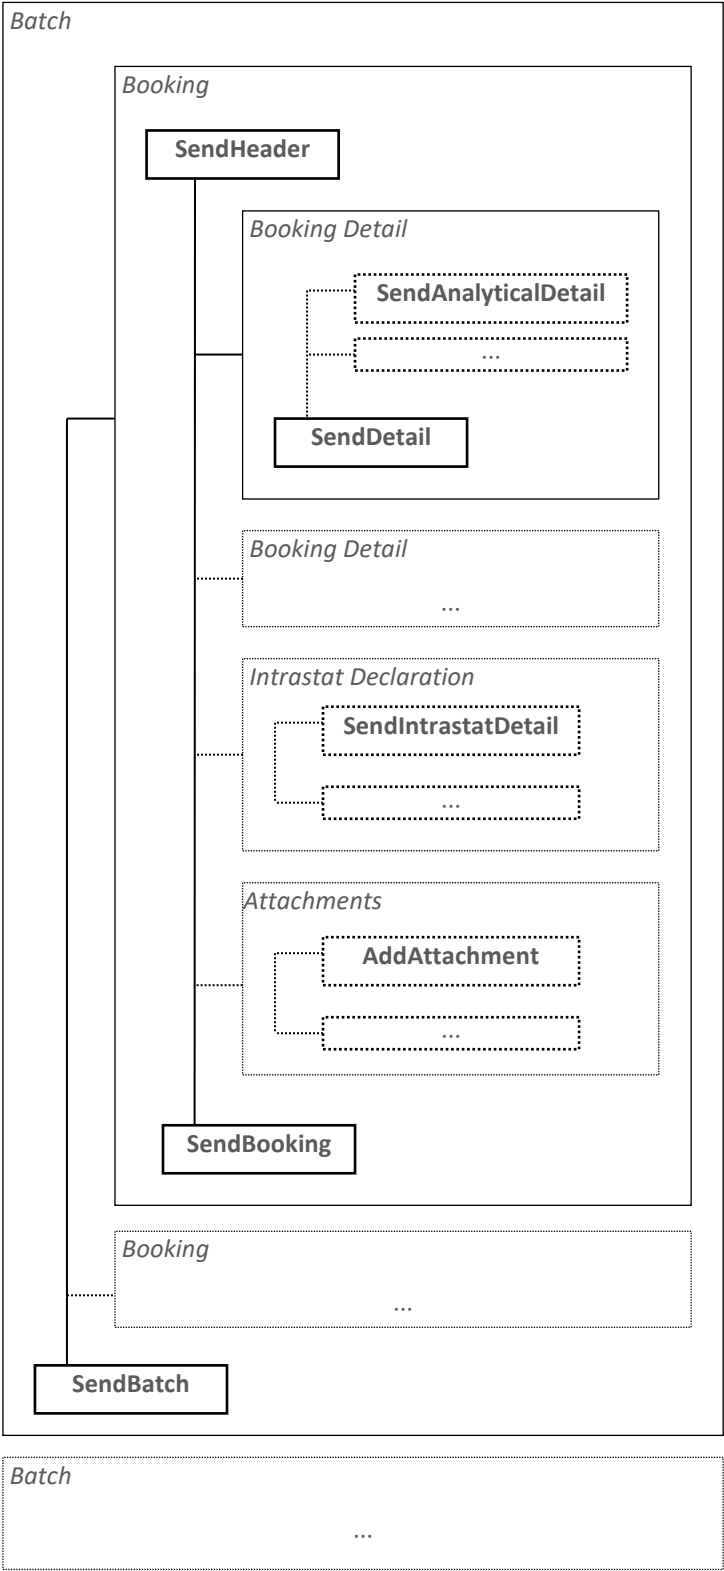 Batch
Booking
SendHeader
Booking Detail
SendAnalyticalDetail
...
SendDetail
Booking Detail
...
Intrastat Declaration
SendIntrastatDetail
...
Attachments
AddAttachment
...
SendBooking
Booking
...
SendBatch
Batch
...